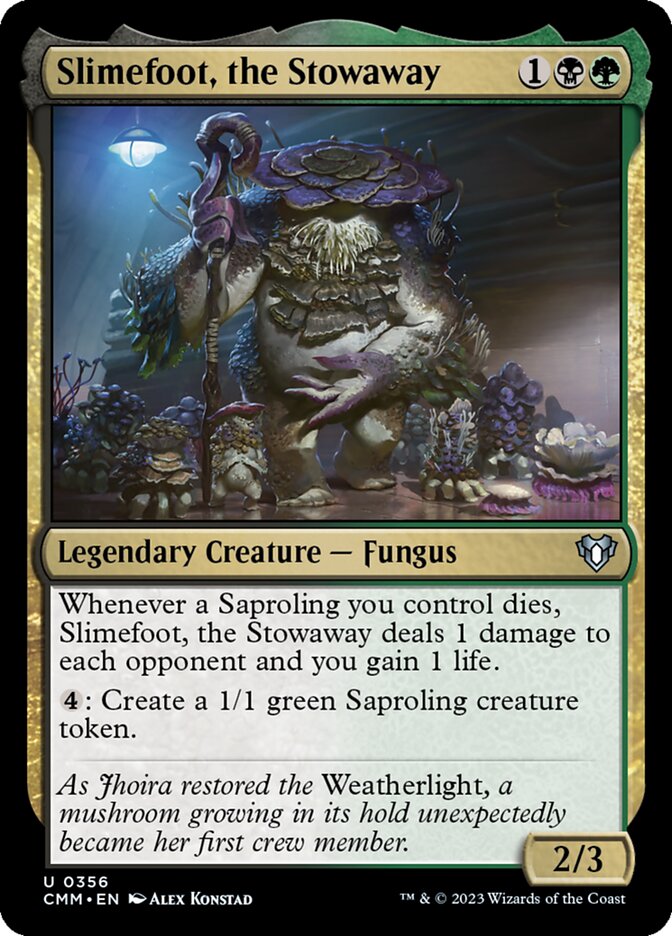 Slimefoot, the Stowaway 1
Legendary Creature — Fungus
Whenever a Saproling you control dies,
Slimefoot, the Stowaway deals 1 damage to
each opponent and you gain 1 life.
4: Create a 1/1 green Saproling creature
token.
As Jhoira restored the Weatherlight, a
mushroom growing in its hold unexpectedly
became her first crew member.
2/3
U 0356
CMM • EN Alex Konstad
™ & © 2023 Wizards of the Coast